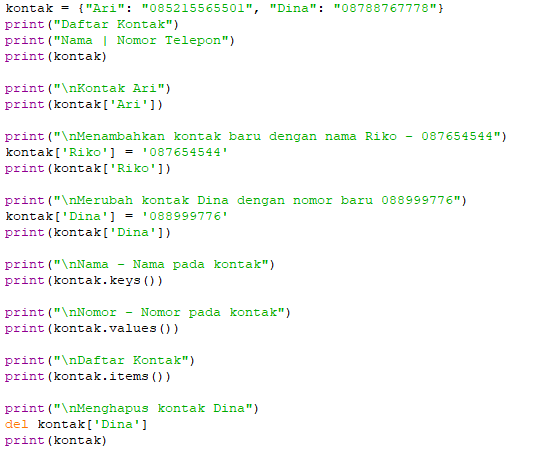 kontak = {"Ari": "085215565501", "Dina": "08788767778"}
print("Daftar Kontak")
print("Nama | Nomor Telepon")
print(kontak)

print("\nKontak Ari")
print(kontak['Ari'])

print("\nMenambahkan kontak baru dengan nama Riko - 087654544")
kontak['Riko'] = '087654544'
print(kontak['Riko'])

print("\nMerubah kontak Dina dengan nomor baru 088999776")
kontak['Dina'] = '088999776'
print(kontak['Dina'])

print("\nNama - Nama pada kontak")
print(kontak.keys())

print("\nNomor - Nomor pada kontak")
print(kontak.values())

print("\nDaftar Kontak")
print(kontak.items())

print("\nMenghapus kontak Dina")
del kontak['Dina']
print(kontak)